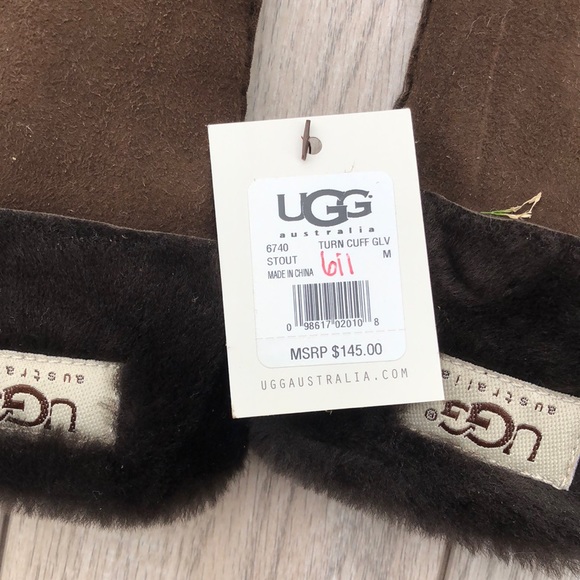 UGG
australia
6740 TURN CUFF GLV
STOUT M
MADE IN CHINA 611
0 98617 02010 8
MSRP $145.00
UGGAUSTRALIA.COM
UGG
australia
UGG®
australia